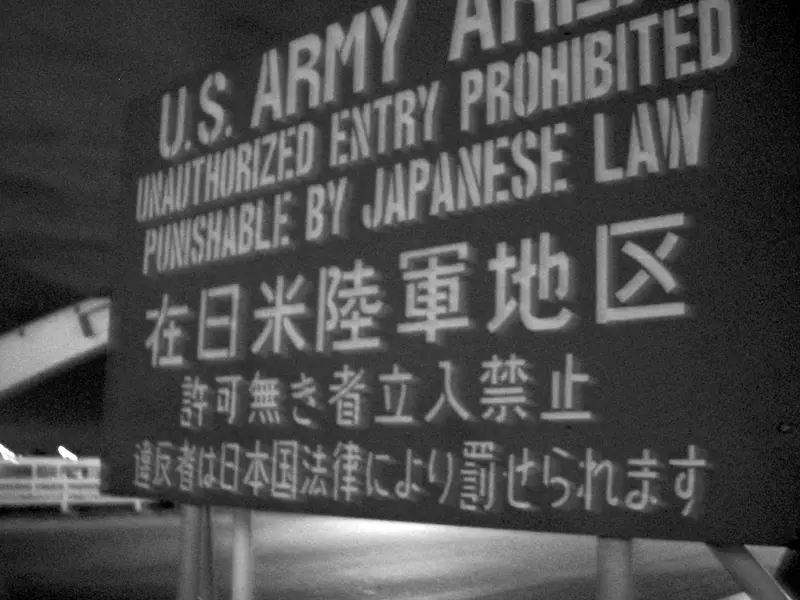 U.S. ARMY AREA
UNAUTHORIZED ENTRY PROHIBITED
PUNISHABLE BY JAPANESE LAW
在日米陸軍地区
許可無き者立入禁止
違反者は日本国法律により罰せられます